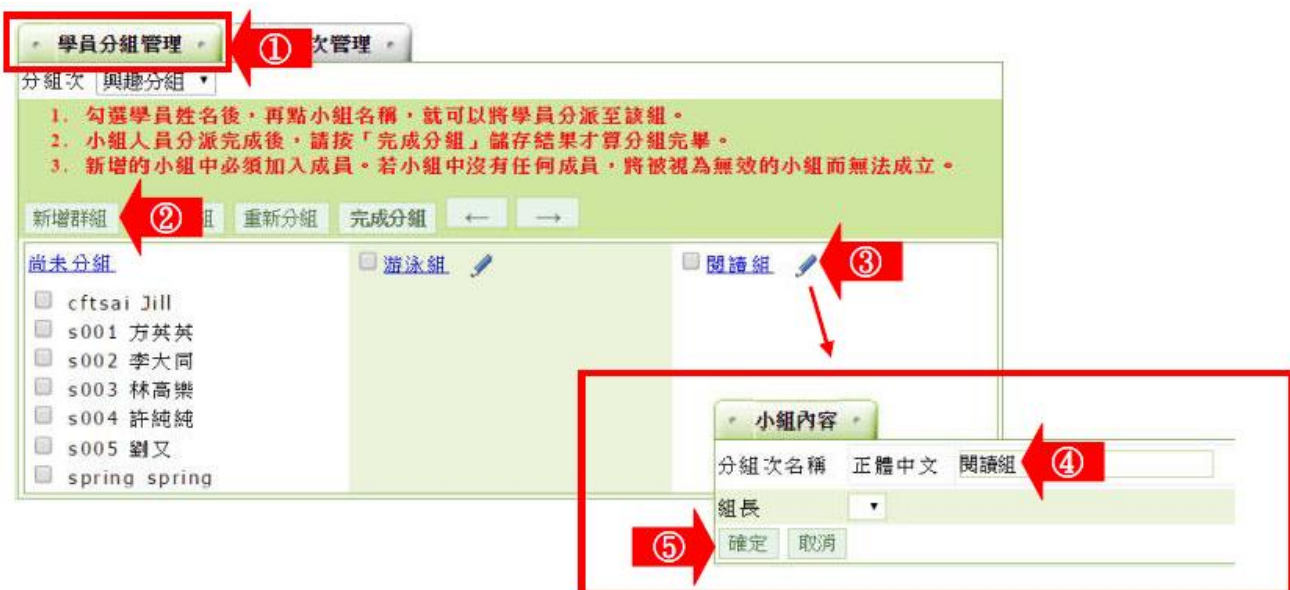 學員分組管理 ① 次管理
分組次 興趣分組
1. 勾選學員姓名後，再點小組名稱，就可以將學員分派至該組。
2. 小組人員分派完成後，請按「完成分組」儲存結果才算分組完畢。
3. 新增的小組中必須加入成員。若小組中沒有任何成員，將被視為無效的小組而無法成立。
新增群組 ② 組 重新分組 完成分組 ← →
尚未分組 游泳組 閱讀組 ③
cftsai Jill
s001 方英英
s002 李大同
s003 林高樂
s004 許純純
s005 劉又
spring spring
小組內容
分組次名稱 正體中文 閱讀組 ④
組長
⑤ 確定 取消